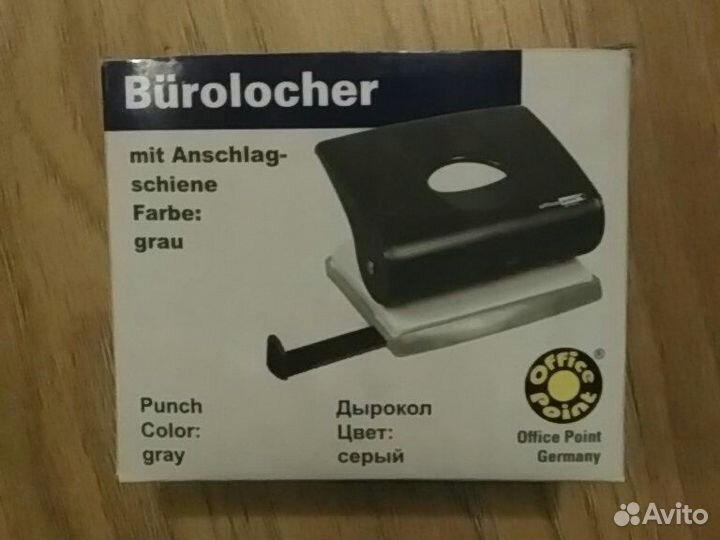 Bürolocher
mit Anschlag-
schiene
Farbe:
grau
Punch
Color:
gray
Дырокол
Цвет:
серый
Office
Point
®
Office Point
Germany
Avito